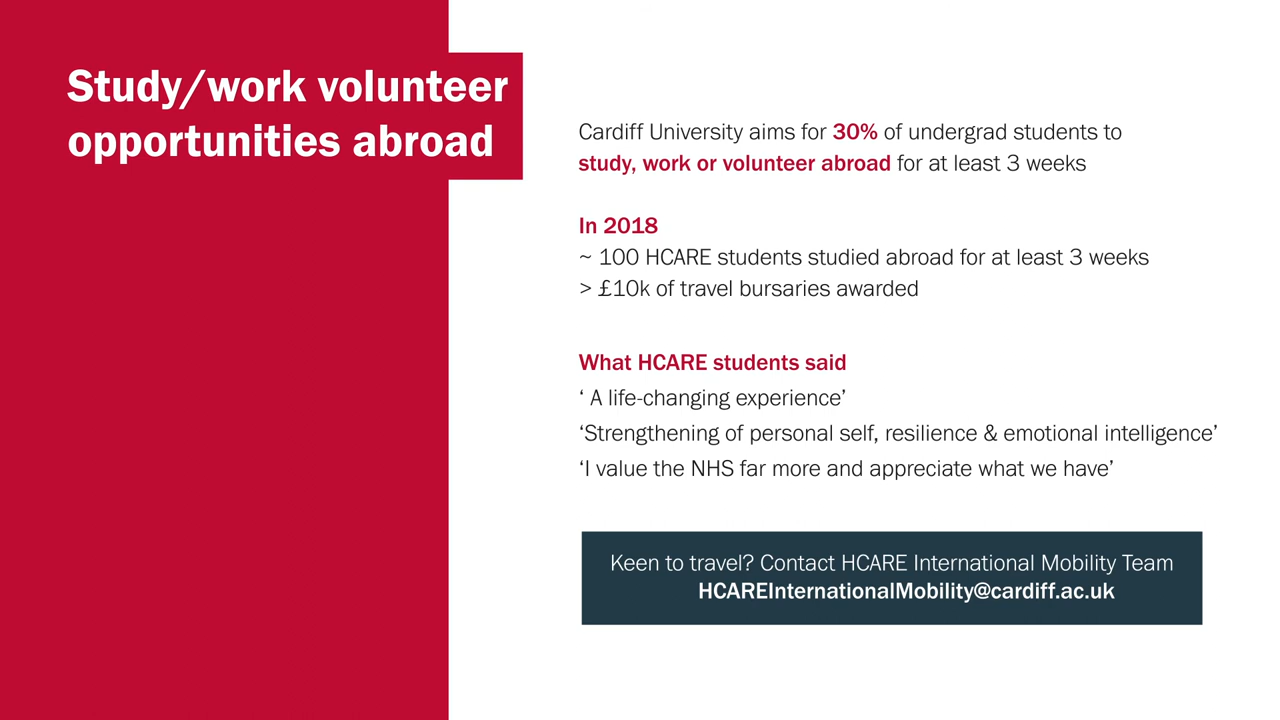 Study/work volunteer
opportunities abroad
Cardiff University aims for 30% of undergrad students to
study, work or volunteer abroad for at least 3 weeks
In 2018
~ 100 HCARE students studied abroad for at least 3 weeks
> £10k of travel bursaries awarded
What HCARE students said
‘ A life-changing experience’
‘Strengthening of personal self, resilience & emotional intelligence’
‘I value the NHS far more and appreciate what we have’
Keen to travel? Contact HCARE International Mobility Team
HCAREInternationalMobility@cardiff.ac.uk